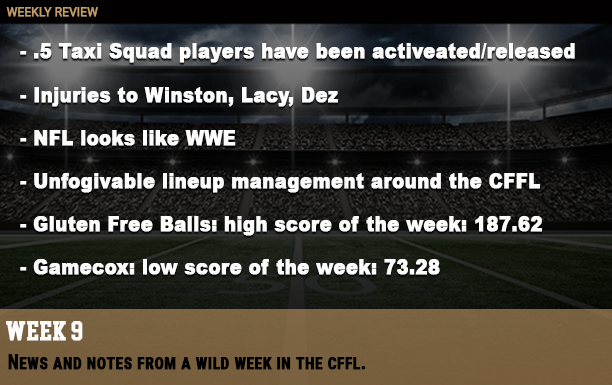 WEEKLY REVIEW
- .5 Taxi Squad players have been activeated/released
- Injuries to Winston, Lacy, Dez
- NFL looks like WWE
- Unfogivable lineup management around the CFFL
- Gluten Free Balls: high score of the week: 187.62
- Gamecox: low score of the week: 73.28
WEEK 9
NEWS AND NOTES FROM A WILD WEEK IN THE CFFL.